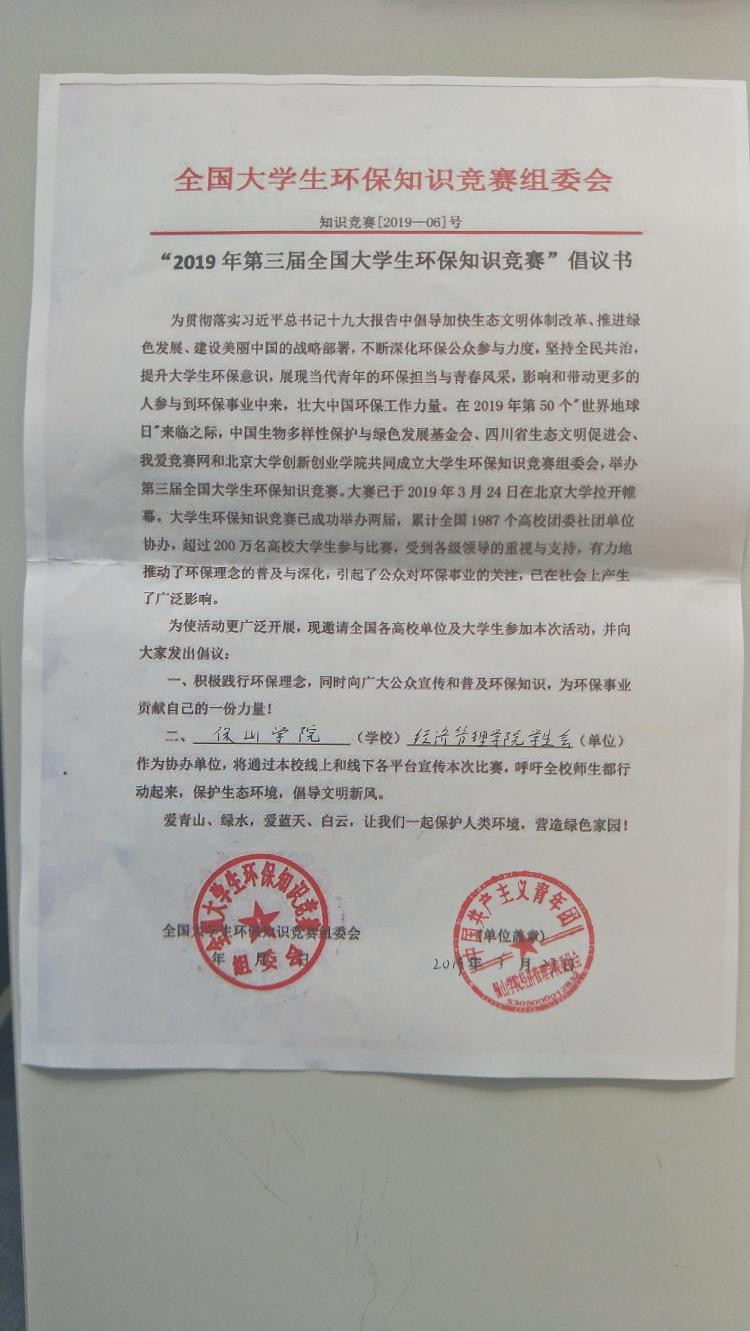 全国大学生环保知识竞赛组委会
知识竞赛[2019—06]号
“2019年第三届全国大学生环保知识竞赛”倡议书
为贯彻落实习近平总书记十九大报告中倡导加快生态文明体制改革、推进绿
色发展、建设美丽中国的战略部署，不断深化环保公众参与力度，坚持全民共治，
提升大学生环保意识，展现当代青年的环保担当与青春风采，影响和带动更多的
人参与到环保事业中来，壮大中国环保工作力量。在2019年第50个"世界地球
日"来临之际，中国生物多样性保护与绿色发展基金会、四川省生态文明促进会、
我爱竞赛网和北京大学创新创业学院共同成立大学生环保知识竞赛组委会，举办
第三届全国大学生环保知识竞赛。大赛已于2019年3月24日在北京大学拉开帷
幕。大学生环保知识竞赛已成功举办两届，累计全国1987个高校团委社团单位
协办，超过200万名高校大学生参与比赛，受到各级领导的重视与支持，有力地
推动了环保理念的普及与深化，引起了公众对环保事业的关注，已在社会上产生
了广泛影响。
为使活动更广泛开展，现邀请全国各高校单位及大学生参加本次活动，并向
大家发出倡议：
一、积极践行环保理念，同时向广大公众宣传和普及环保知识，为环保事业
贡献自己的一份力量！
二、保山学院（学校）经济管理学院学生会（单位）
作为协办单位，将通过本校线上和线下各平台宣传本次比赛，呼吁全校师生都行
动起来，保护生态环境，倡导文明新风。
爱青山、绿水，爱蓝天、白云，让我们一起保护人类环境，营造绿色家园！
全国大学生环保知识竞赛
组委会
全国大学生环保知识竞赛组委会
年 月 日
中国共产主义青年团
(单位盖章)
2019年5月27日